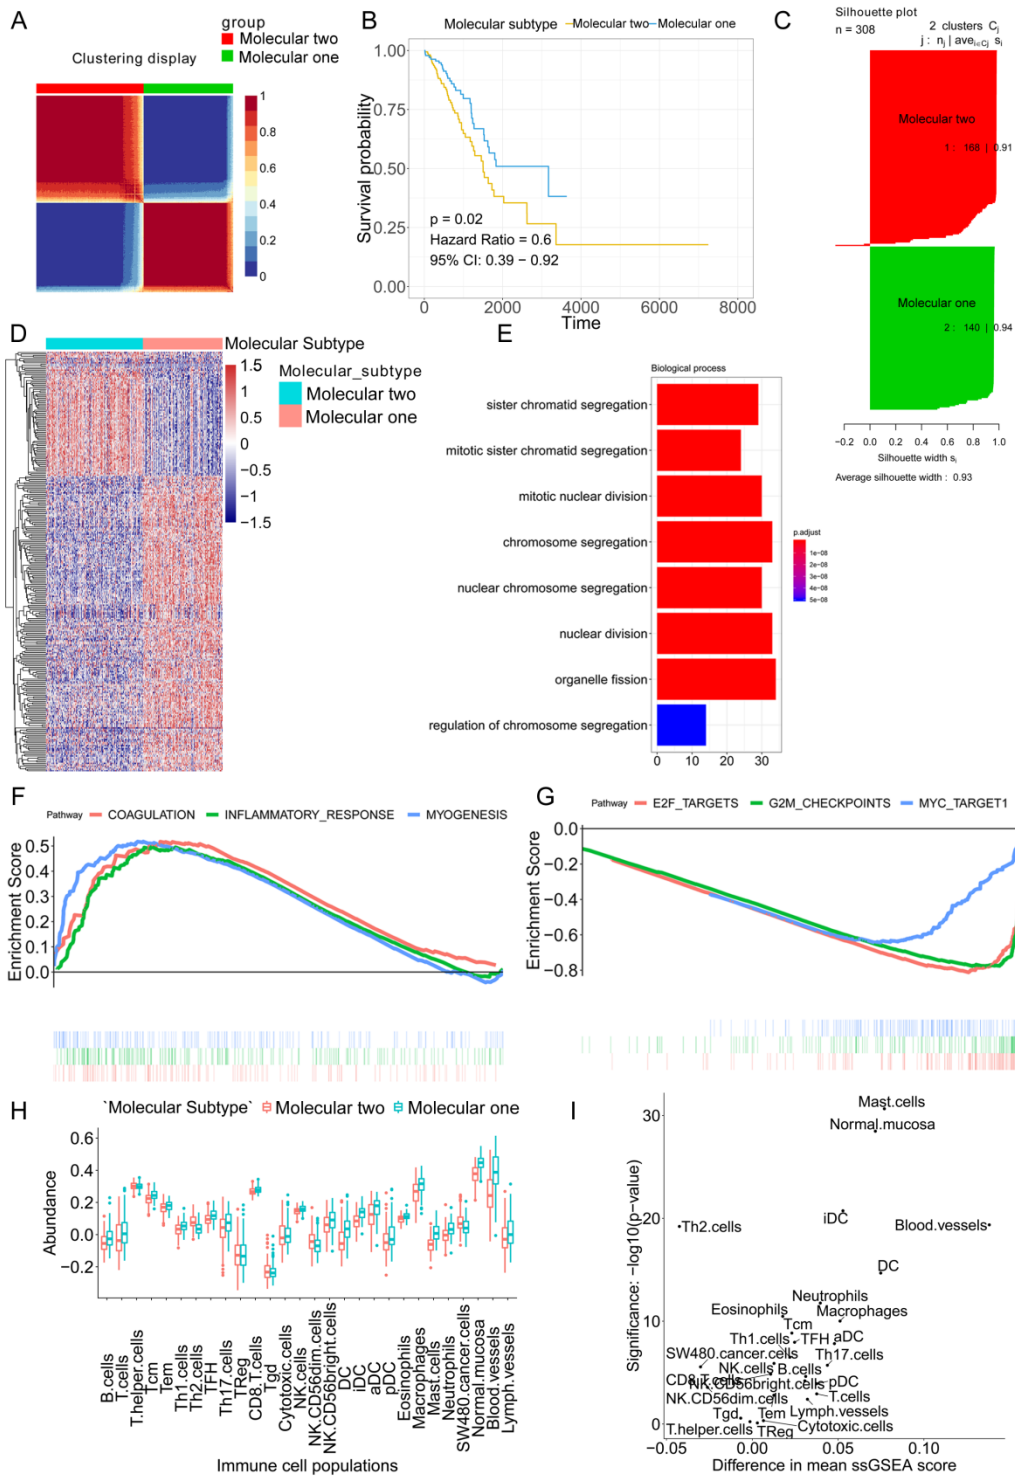 A
group
Molecular two
Molecular one
Clustering display
1
0.8
0.6
0.4
0.2
0
B
Molecular subtype Molecular two Molecular one
Survival probability
1.00
0.75
0.50
0.25
0.00
p = 0.02
Hazard Ratio = 0.6
95% CI: 0.39 − 0.92
0 2000 4000 6000 8000
Time
C
Silhouette plot
n = 308
2 clusters Cj
j : nj | avei∈Cj si
Molecular two
1 : 168 | 0.91
Molecular one
2 : 140 | 0.94
−0.2 0.0 0.2 0.4 0.6 0.8 1.0
Silhouette width si
Average silhouette width : 0.93
D
Molecular Subtype
1.5
1
0.5
0
−0.5
−1
−1.5
Molecular_subtype
Molecular two
Molecular one
E
Biological process
sister chromatid segregation
mitotic sister chromatid segregation
mitotic nuclear division
chromosome segregation
nuclear chromosome segregation
nuclear division
organelle fission
regulation of chromosome segregation
0 10 20 30
p.adjust
1e−08
2e−08
3e−08
4e−08
5e−08
F
Pathway COAGULATION INFLAMMATORY_RESPONSE MYOGENESIS
Enrichment Score
0.5
0.4
0.3
0.2
0.1
0.0
G
Pathway E2F_TARGETS G2M_CHECKPOINTS MYC_TARGET1
Enrichment Score
0.0
−0.2
−0.4
−0.6
−0.8
H
`Molecular Subtype` Molecular two Molecular one
Abundance
0.6
0.4
0.2
0.0
−0.2
B.cells
T.cells
T.helper.cells
Tcm
Tem
Th1.cells
Th2.cells
TFH
Th17.cells
TReg
CD8.T.cells
Tgd
Cytotoxic.cells
NK.cells
NK.CD56dim.cells
NK.CD56bright.cells
DC
iDC
aDC
pDC
Eosinophils
Macrophages
Mast.cells
Neutrophils
SW480.cancer.cells
Normal.mucosa
Blood.vessels
Lymph.vessels
Immune cell populations
I
Significance: −log10(p−value)
30
20
10
0
Mast.cells
Normal.mucosa
iDC
Th2.cells
Blood.vessels
DC
Neutrophils
Eosinophils
Macrophages
Tcm
Th1.cells
TFH
aDC
SW480.cancer.cells
Th17.cells
NK.cells
B.cells
CD8.T.cells
NK.CD56bright.cells
pDC
NK.CD56dim.cells
T.cells
Tgd
Tem
Lymph.vessels
T.helper.cells
TReg
Cytotoxic.cells
−0.05 0.00 0.05 0.10
Difference in mean ssGSEA score